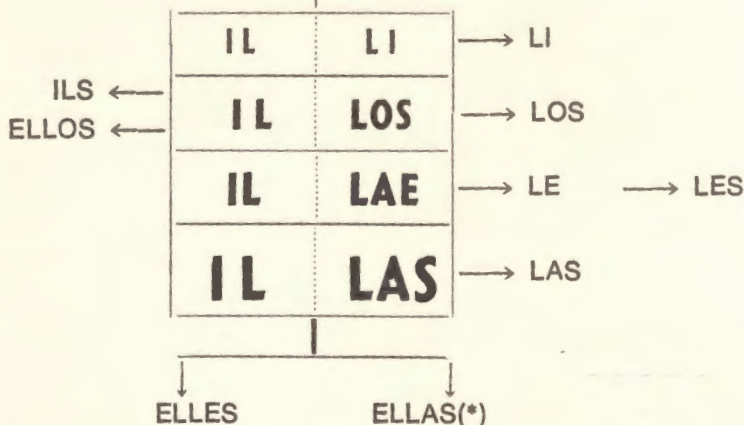 IL LI → LI
ILS ←
IL LOS → LOS
ELLOS ←
IL LAE → LE → LES
IL LAS → LAS
ELLES ELLAS(*)